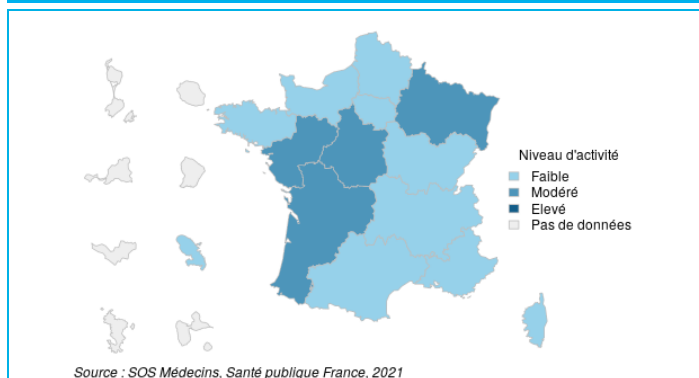 Niveau d'activité
Faible
Modéré
Elevé
Pas de données
Source : SOS Médecins, Santé publique France, 2021